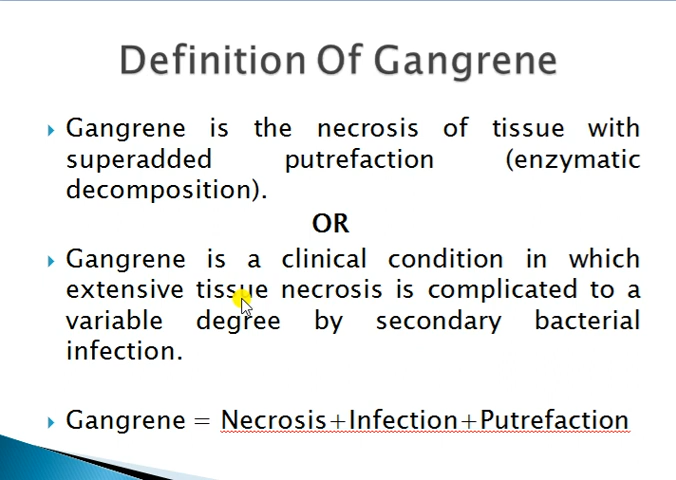 Definition Of Gangrene
Gangrene is the necrosis of tissue with
superadded putrefaction (enzymatic
decomposition).
OR
Gangrene is a clinical condition in which
extensive tissue necrosis is complicated to a
variable degree by secondary bacterial
infection.
Gangrene = Necrosis+Infection+Putrefaction